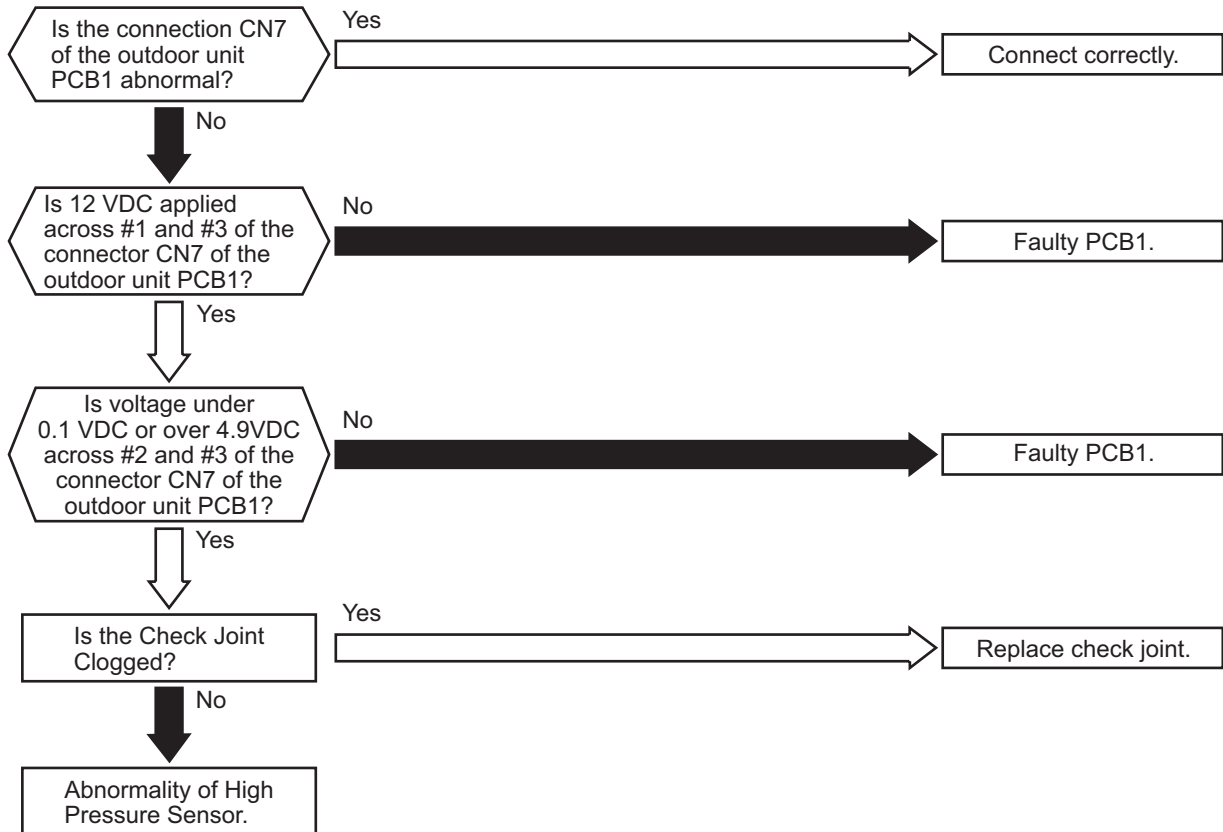 Is the connection CN7
of the outdoor unit
PCB1 abnormal?
Yes
Connect correctly.
No
Is 12 VDC applied
across #1 and #3 of the
connector CN7 of the
outdoor unit PCB1?
No
Faulty PCB1.
Yes
Is voltage under
0.1 VDC or over 4.9VDC
across #2 and #3 of the
connector CN7 of the
outdoor unit PCB1?
No
Faulty PCB1.
Yes
Is the Check Joint
Clogged?
Yes
Replace check joint.
No
Abnormality of High
Pressure Sensor.